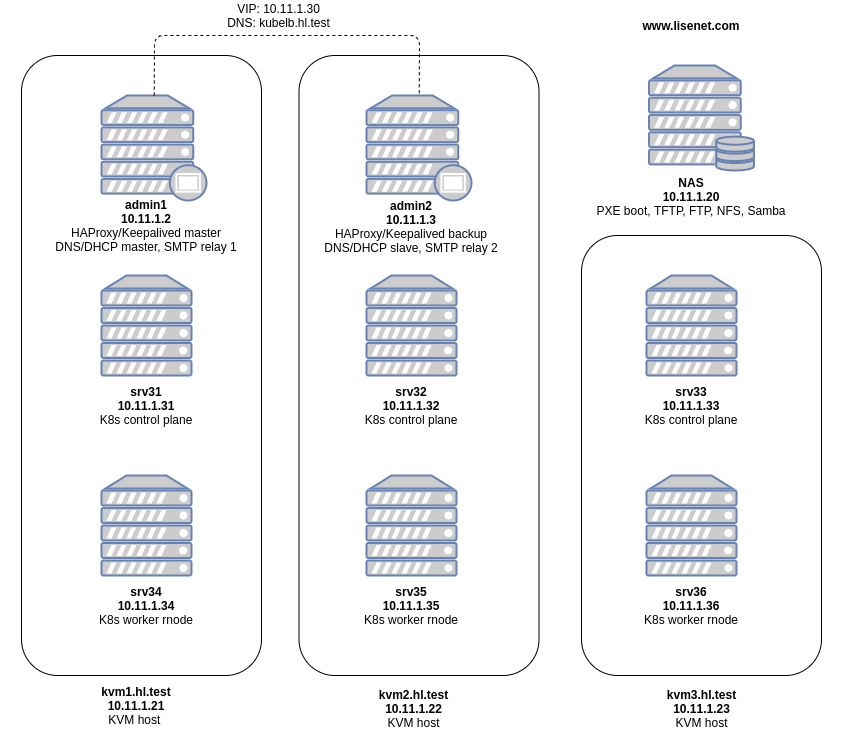 VIP: 10.11.1.30
DNS: kubelb.hl.test
www.lisenet.com
admin1
10.11.1.2
HAProxy/Keepalived master
DNS/DHCP master, SMTP relay 1
admin2
10.11.1.3
HAProxy/Keepalived backup
DNS/DHCP slave, SMTP relay 2
NAS
10.11.1.20
PXE boot, TFTP, FTP, NFS, Samba
srv31
10.11.1.31
K8s control plane
srv32
10.11.1.32
K8s control plane
srv33
10.11.1.33
K8s control plane
srv34
10.11.1.34
K8s worker rnode
srv35
10.11.1.35
K8s worker rnode
srv36
10.11.1.36
K8s worker rnode
kvm1.hl.test
10.11.1.21
KVM host
kvm2.hl.test
10.11.1.22
KVM host
kvm3.hl.test
10.11.1.23
KVM host